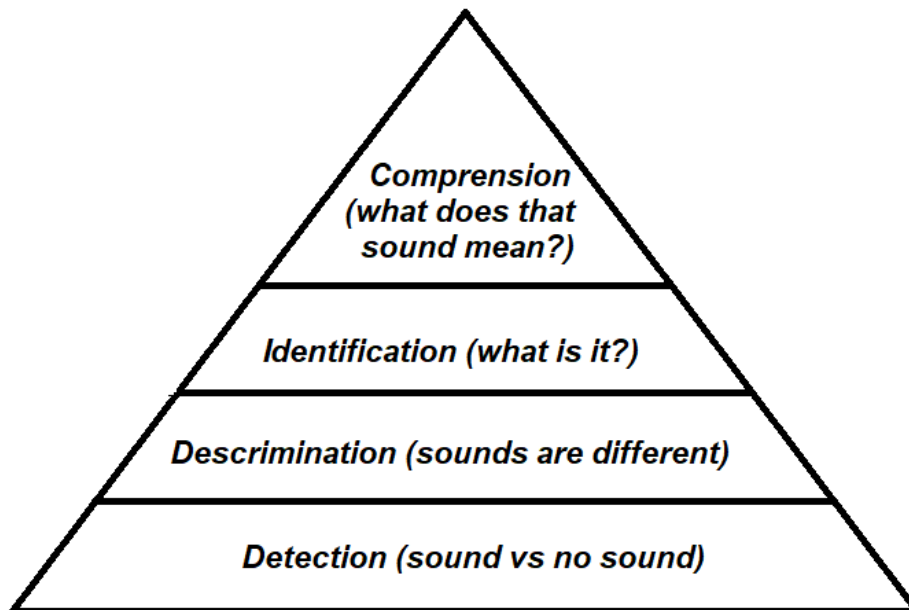 Comprension
(what does that
sound mean?)
Identification (what is it?)
Descrimination (sounds are different)
Detection (sound vs no sound)